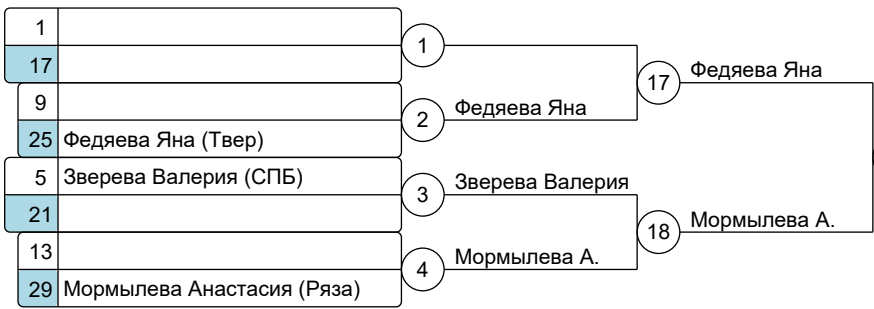 1
17
9
25 Федяева Яна (Твер)
5 Зверева Валерия (СПБ)
21
13
29 Мормылева Анастасия (Ряза)
1
2 Федяева Яна
3 Зверева Валерия
4 Мормылева А.
17 Федяева Яна
18 Мормылева А.